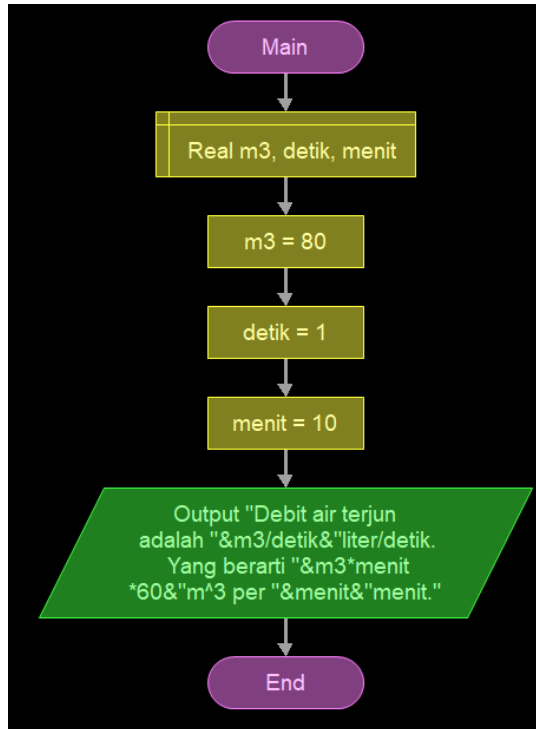 Main
Real m3, detik, menit
m3 = 80
detik = 1
menit = 10
Output "Debit air terjun
adalah "&m3/detik&"liter/detik.
Yang berarti "&m3*menit
*60&"m^3 per "&menit&"menit."
End